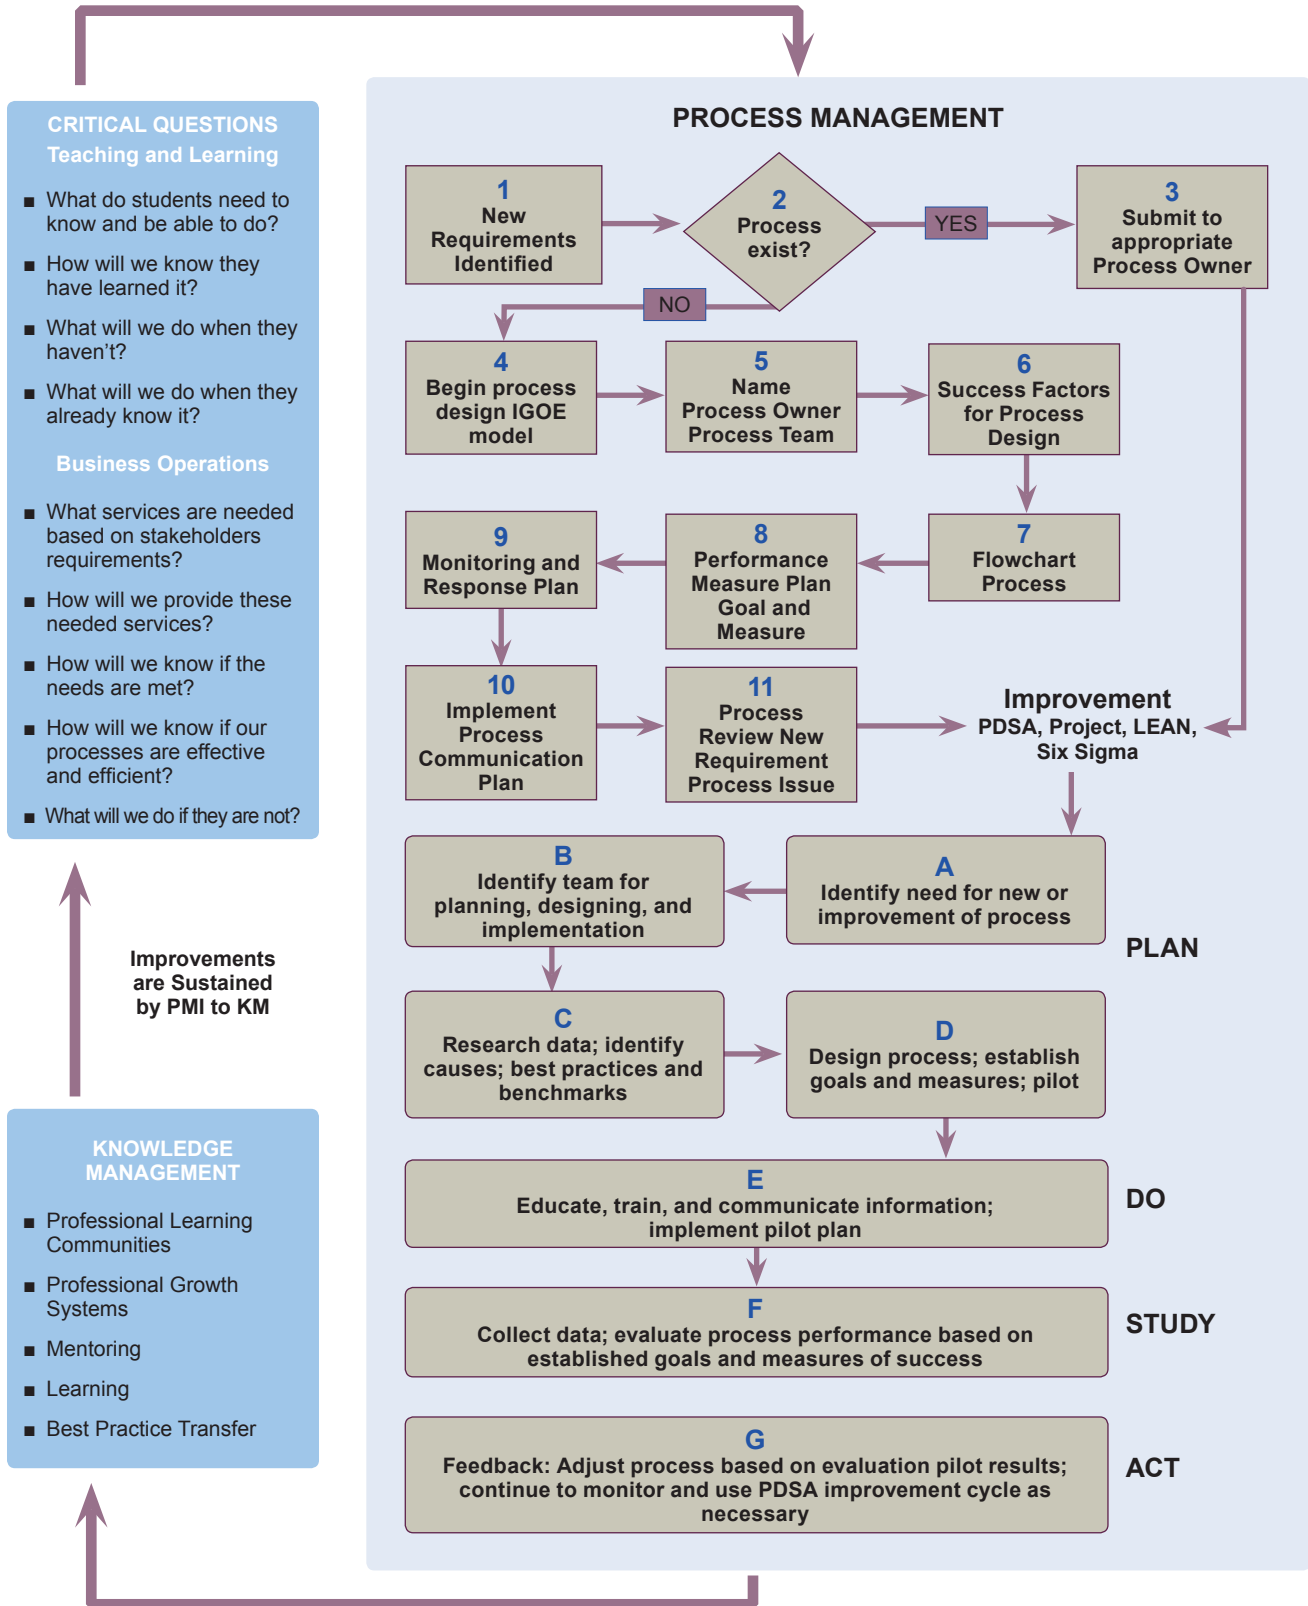 CRITICAL QUESTIONS
Teaching and Learning
■ What do students need to
know and be able to do?
■ How will we know they
have learned it?
■ What will we do when they
haven't?
■ What will we do when they
already know it?
Business Operations
■ What services are needed
based on stakeholders
requirements?
■ How will we provide these
needed services?
■ How will we know if the
needs are met?
■ How will we know if our
processes are effective
and efficient?
■ What will we do if they are not?
Improvements
are Sustained
by PMI to KM
KNOWLEDGE
MANAGEMENT
■ Professional Learning
Communities
■ Professional Growth
Systems
■ Mentoring
■ Learning
■ Best Practice Transfer
PROCESS MANAGEMENT
1
New
Requirements
Identified
2
Process
exist?
YES
3
Submit to
appropriate
Process Owner
NO
4
Begin process
design IGOE
model
5
Name
Process Owner
Process Team
6
Success Factors
for Process
Design
7
Flowchart
Process
8
Performance
Measure Plan
Goal and
Measure
9
Monitoring and
Response Plan
10
Implement
Process
Communication
Plan
11
Process
Review New
Requirement
Process Issue
Improvement
PDSA, Project, LEAN,
Six Sigma
A
Identify need for new or
improvement of process
B
Identify team for
planning, designing, and
implementation
PLAN
C
Research data; identify
causes; best practices and
benchmarks
D
Design process; establish
goals and measures; pilot
E
Educate, train, and communicate information;
implement pilot plan
DO
F
Collect data; evaluate process performance based on
established goals and measures of success
STUDY
G
Feedback: Adjust process based on evaluation pilot results;
continue to monitor and use PDSA improvement cycle as
necessary
ACT